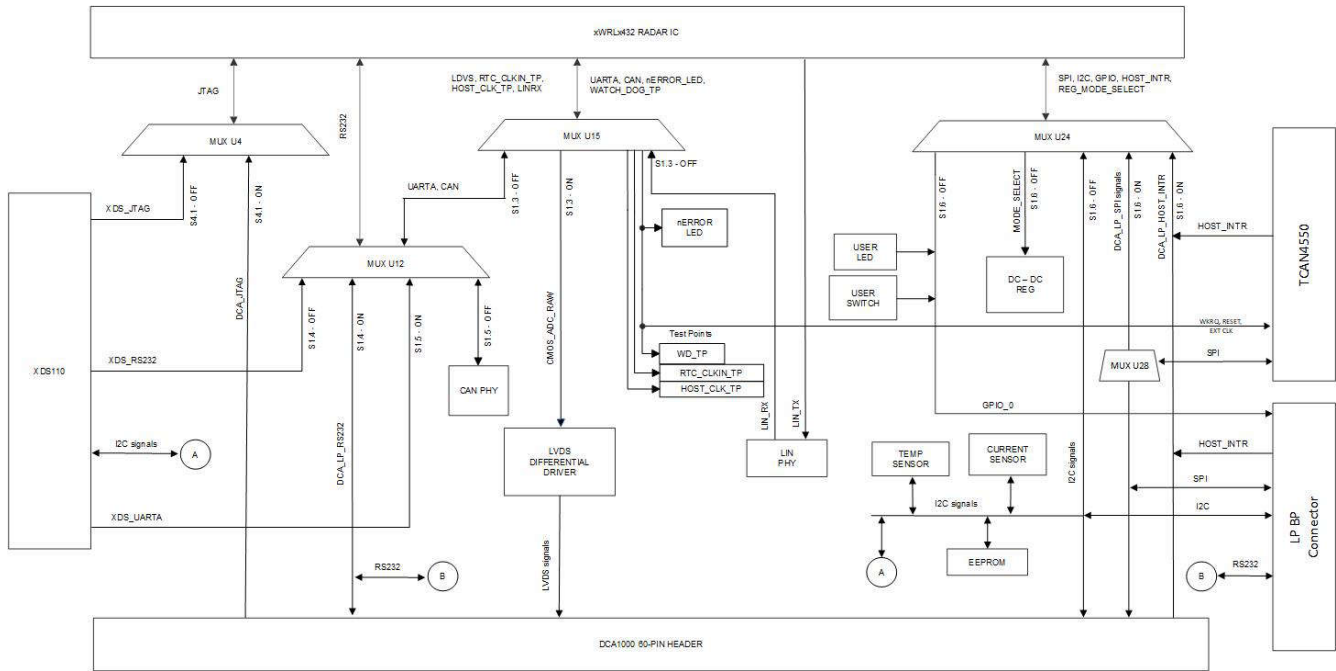 xWRLx432 RADAR IC
JTAG
RS232
LDVS, RTC_CLKIN_TP,
HOST_CLK_TP, LINRX
UARTA, CAN, nERROR_LED,
WATCH_DOG_TP
SPI, I2C, GPIO, HOST_INTR,
REG_MODE_SELECT
MUX U4
MUX U15
MUX U24
S4.1 - OFF
S4.1 - ON
UARTA, CAN
S1.3 - OFF
S1.3 - ON
S1.3 - OFF
S1.6 - OFF
MODE_SELECT
S1.6 - OFF
S1.6 - OFF
DCA_LP_SPI signals
S1.6 - ON
DCA_LP_HOST_INTR
S1.6 - ON
XDS110
XDS_JTAG
DCA_JTAG
MUX U12
S1.4 - OFF
S1.4 - ON
S1.5 - ON
S1.5 - OFF
CAN PHY
CMOS_ADC_RAW
nERROR
LED
USER
LED
USER
SWITCH
DC – DC
REG
HOST_INTR
TCAN4550
WKRQ, RESET,
EXT CLK
SPI
MUX U28
Test Points
WD_TP
RTC_CLKIN_TP
HOST_CLK_TP
XDS_RS232
I2C signals
A
DCA_LP_RS232
LVDS
DIFFERENTIAL
DRIVER
LIN_RX
LIN_TX
LIN
PHY
GPIO_0
TEMP
SENSOR
CURRENT
SENSOR
I2C signals
I2C signals
HOST_INTR
SPI
I2C
LP BP
Connector
XDS_UARTA
RS232
B
LVDS signals
A
EEPROM
B
RS232
DCA1000 60-PIN HEADER